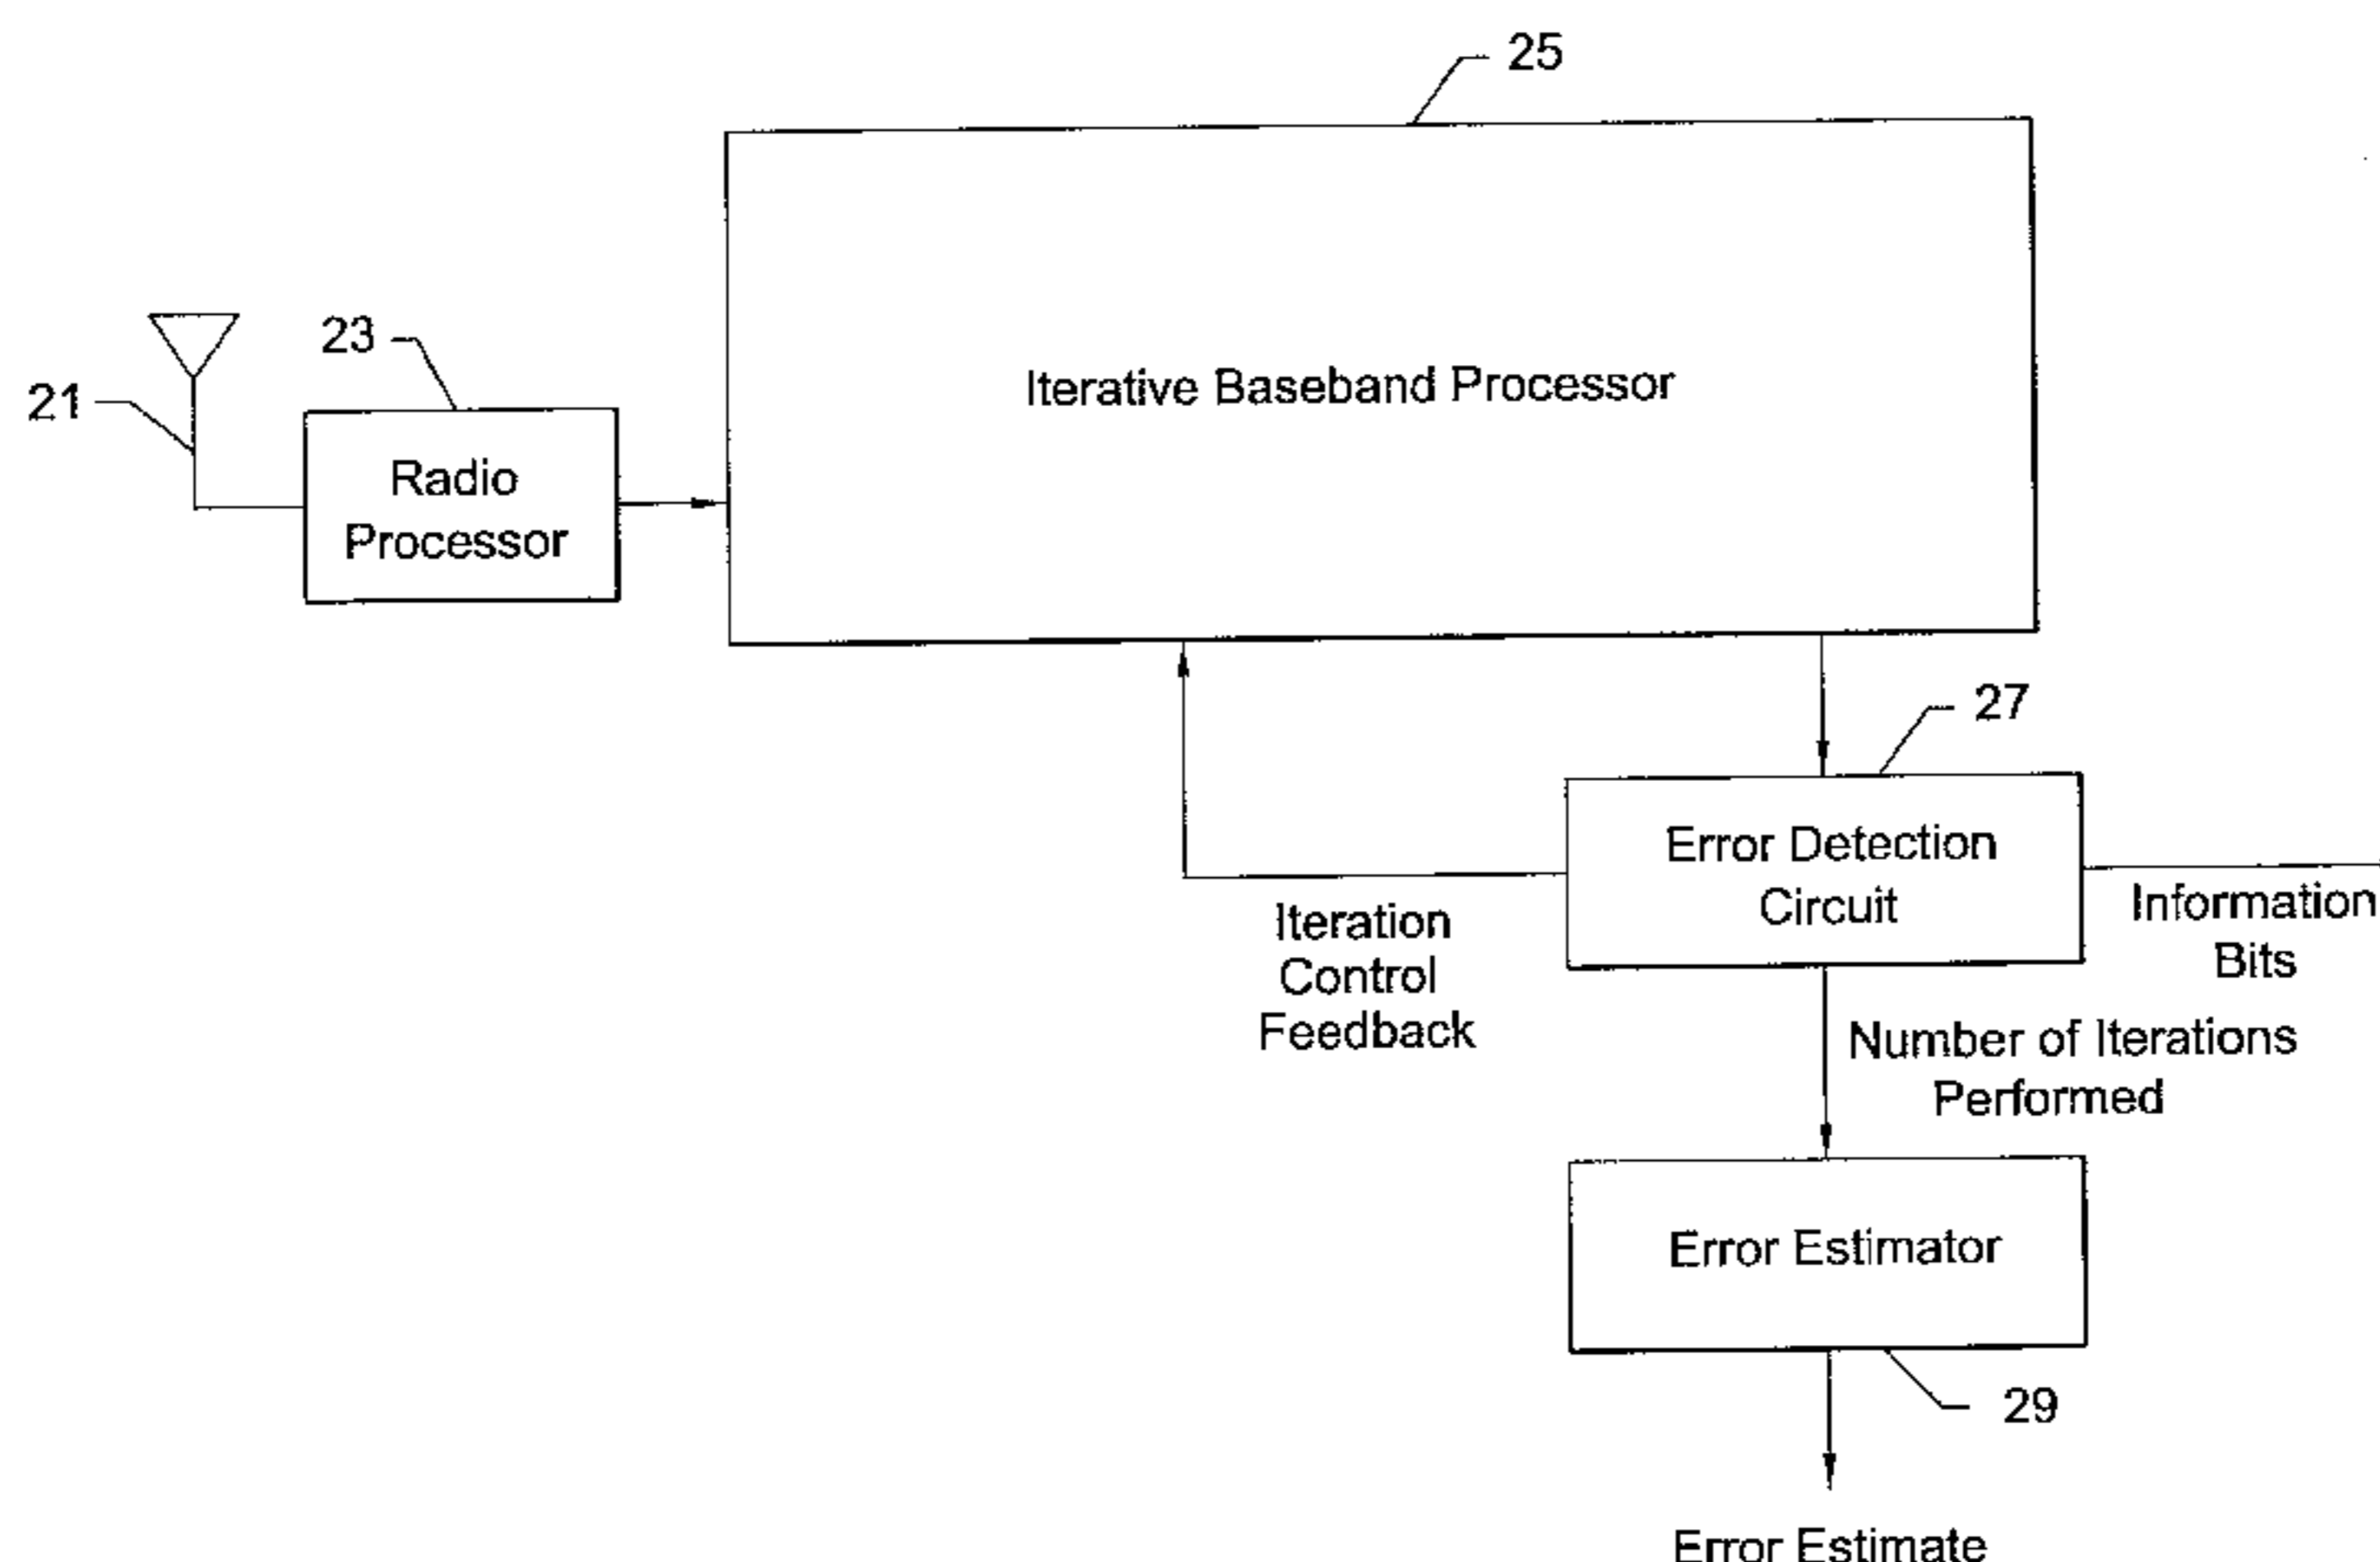 25
23
21
Iterative Baseband Processor
Radio
Processor
27
Error Detection
Circuit
Information
Bits
Iteration
Control
Feedback
Number of Iterations
Performed
Error Estimator
29
Error Estimate